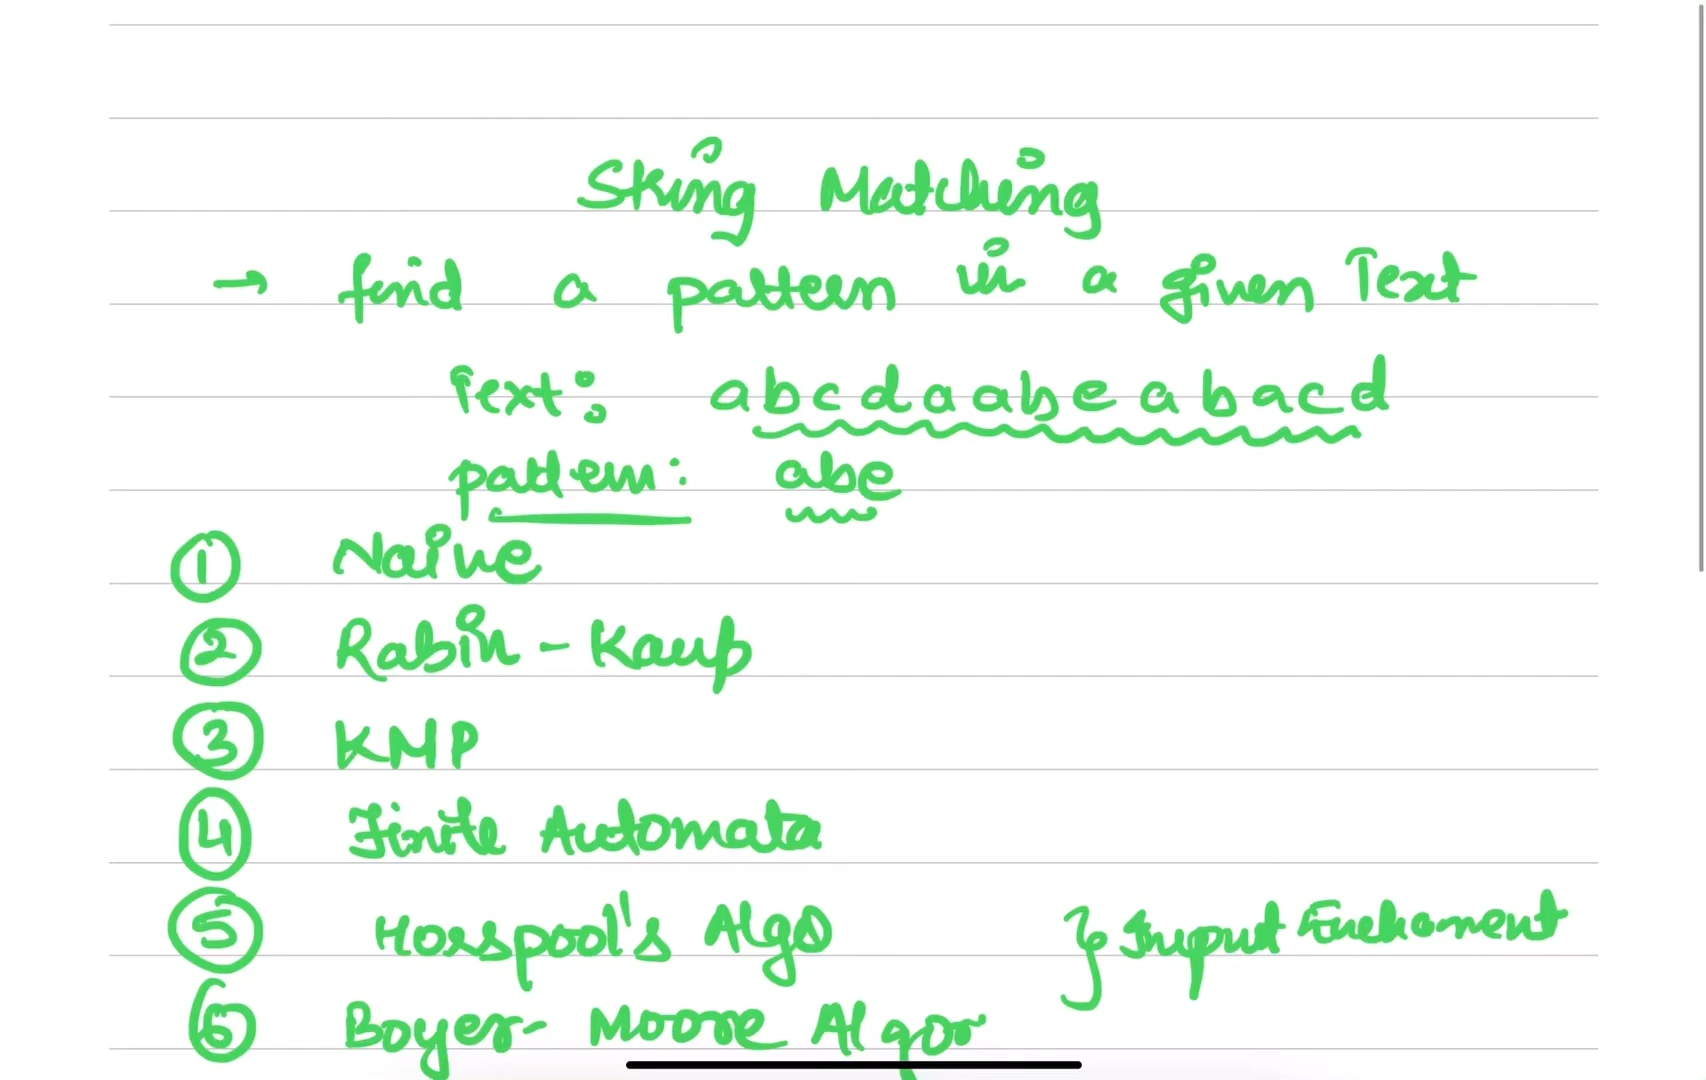 String Matching
→ find a pattern in a given Text
Text: abcdaabeabacd
pattern: abe
① Naive
② Rabin - Karp
③ KMP
④ Finite Automata
⑤ Horspool's Algo } Input Enchament
⑥ Boyer- Moore Algor